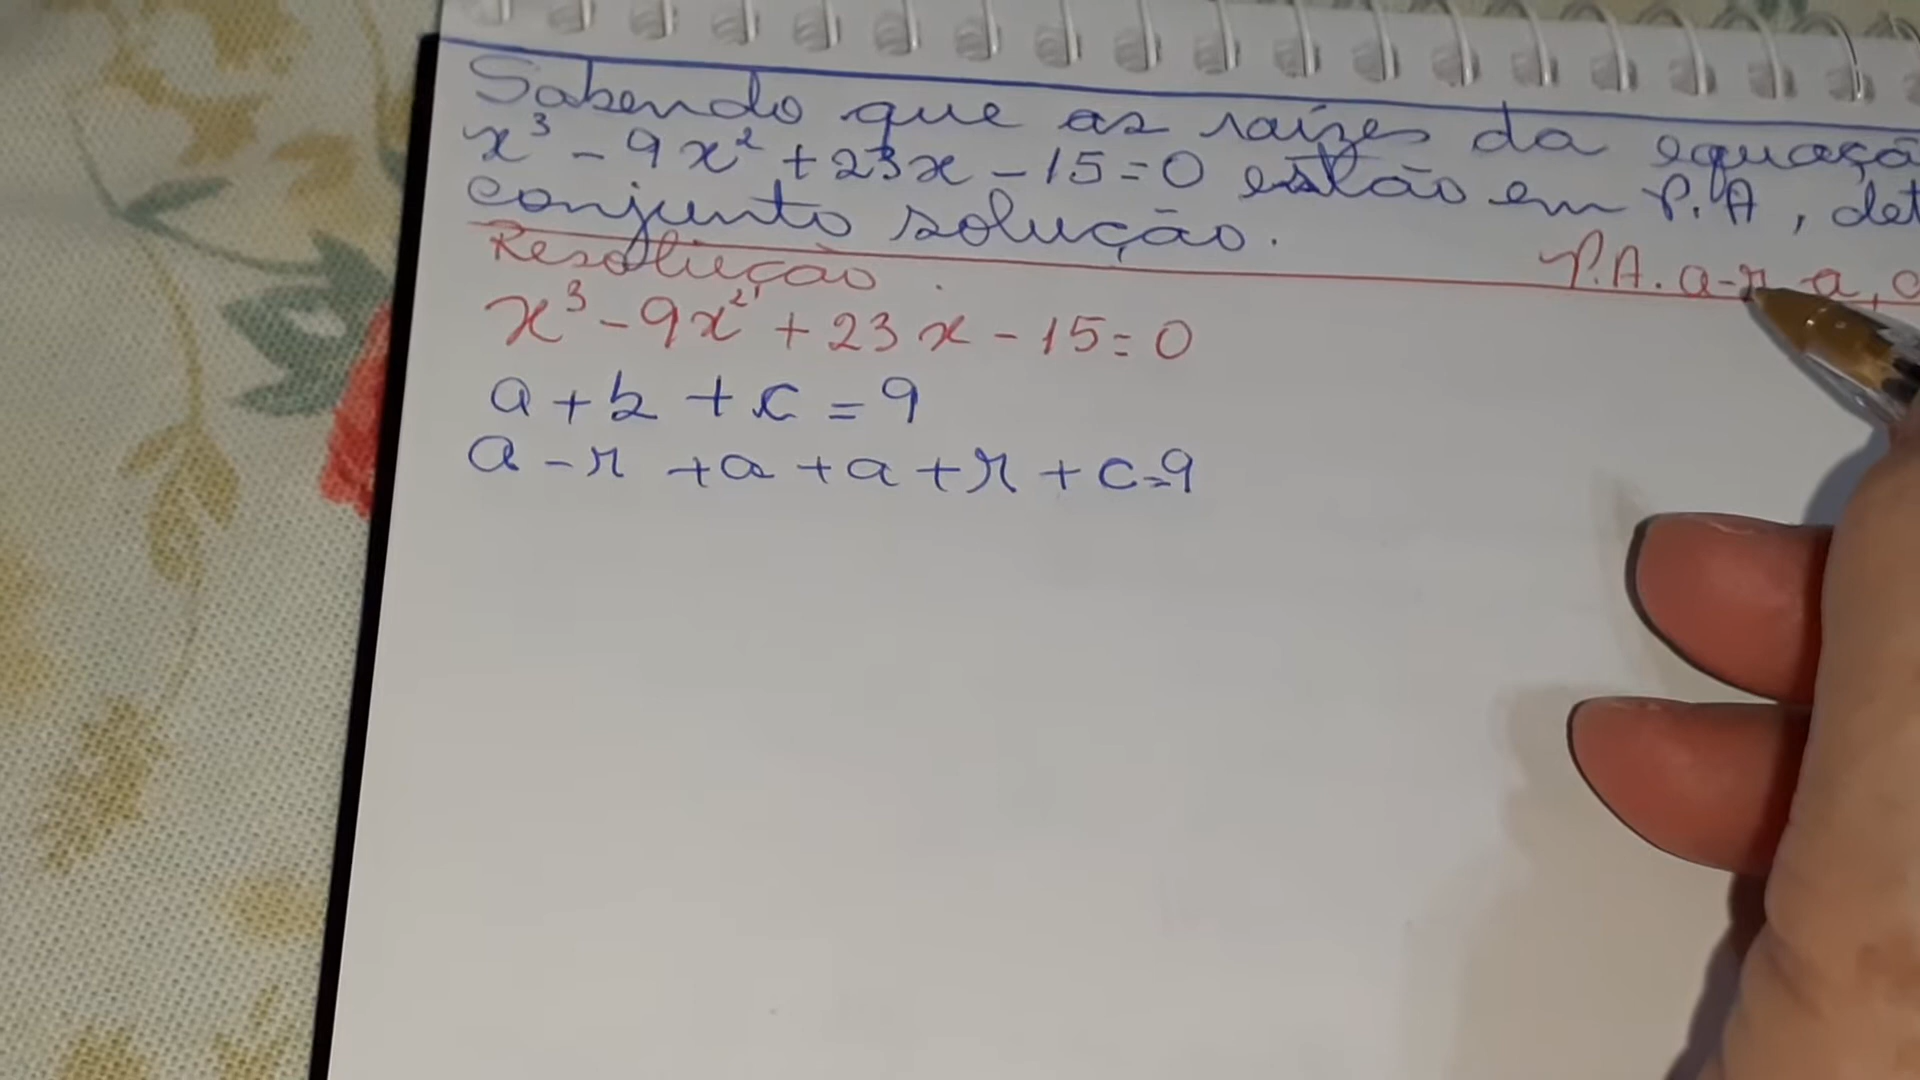 Sabendo que as raízes da equaçã
x³ - 9x² + 23x - 15 = 0 estão em P.A, det
conjunto solução.
Resolução
P.A. a-r a,
x³ - 9x² + 23x - 15 = 0
a + b + c = 9
a - r + a + a + r + c = 9